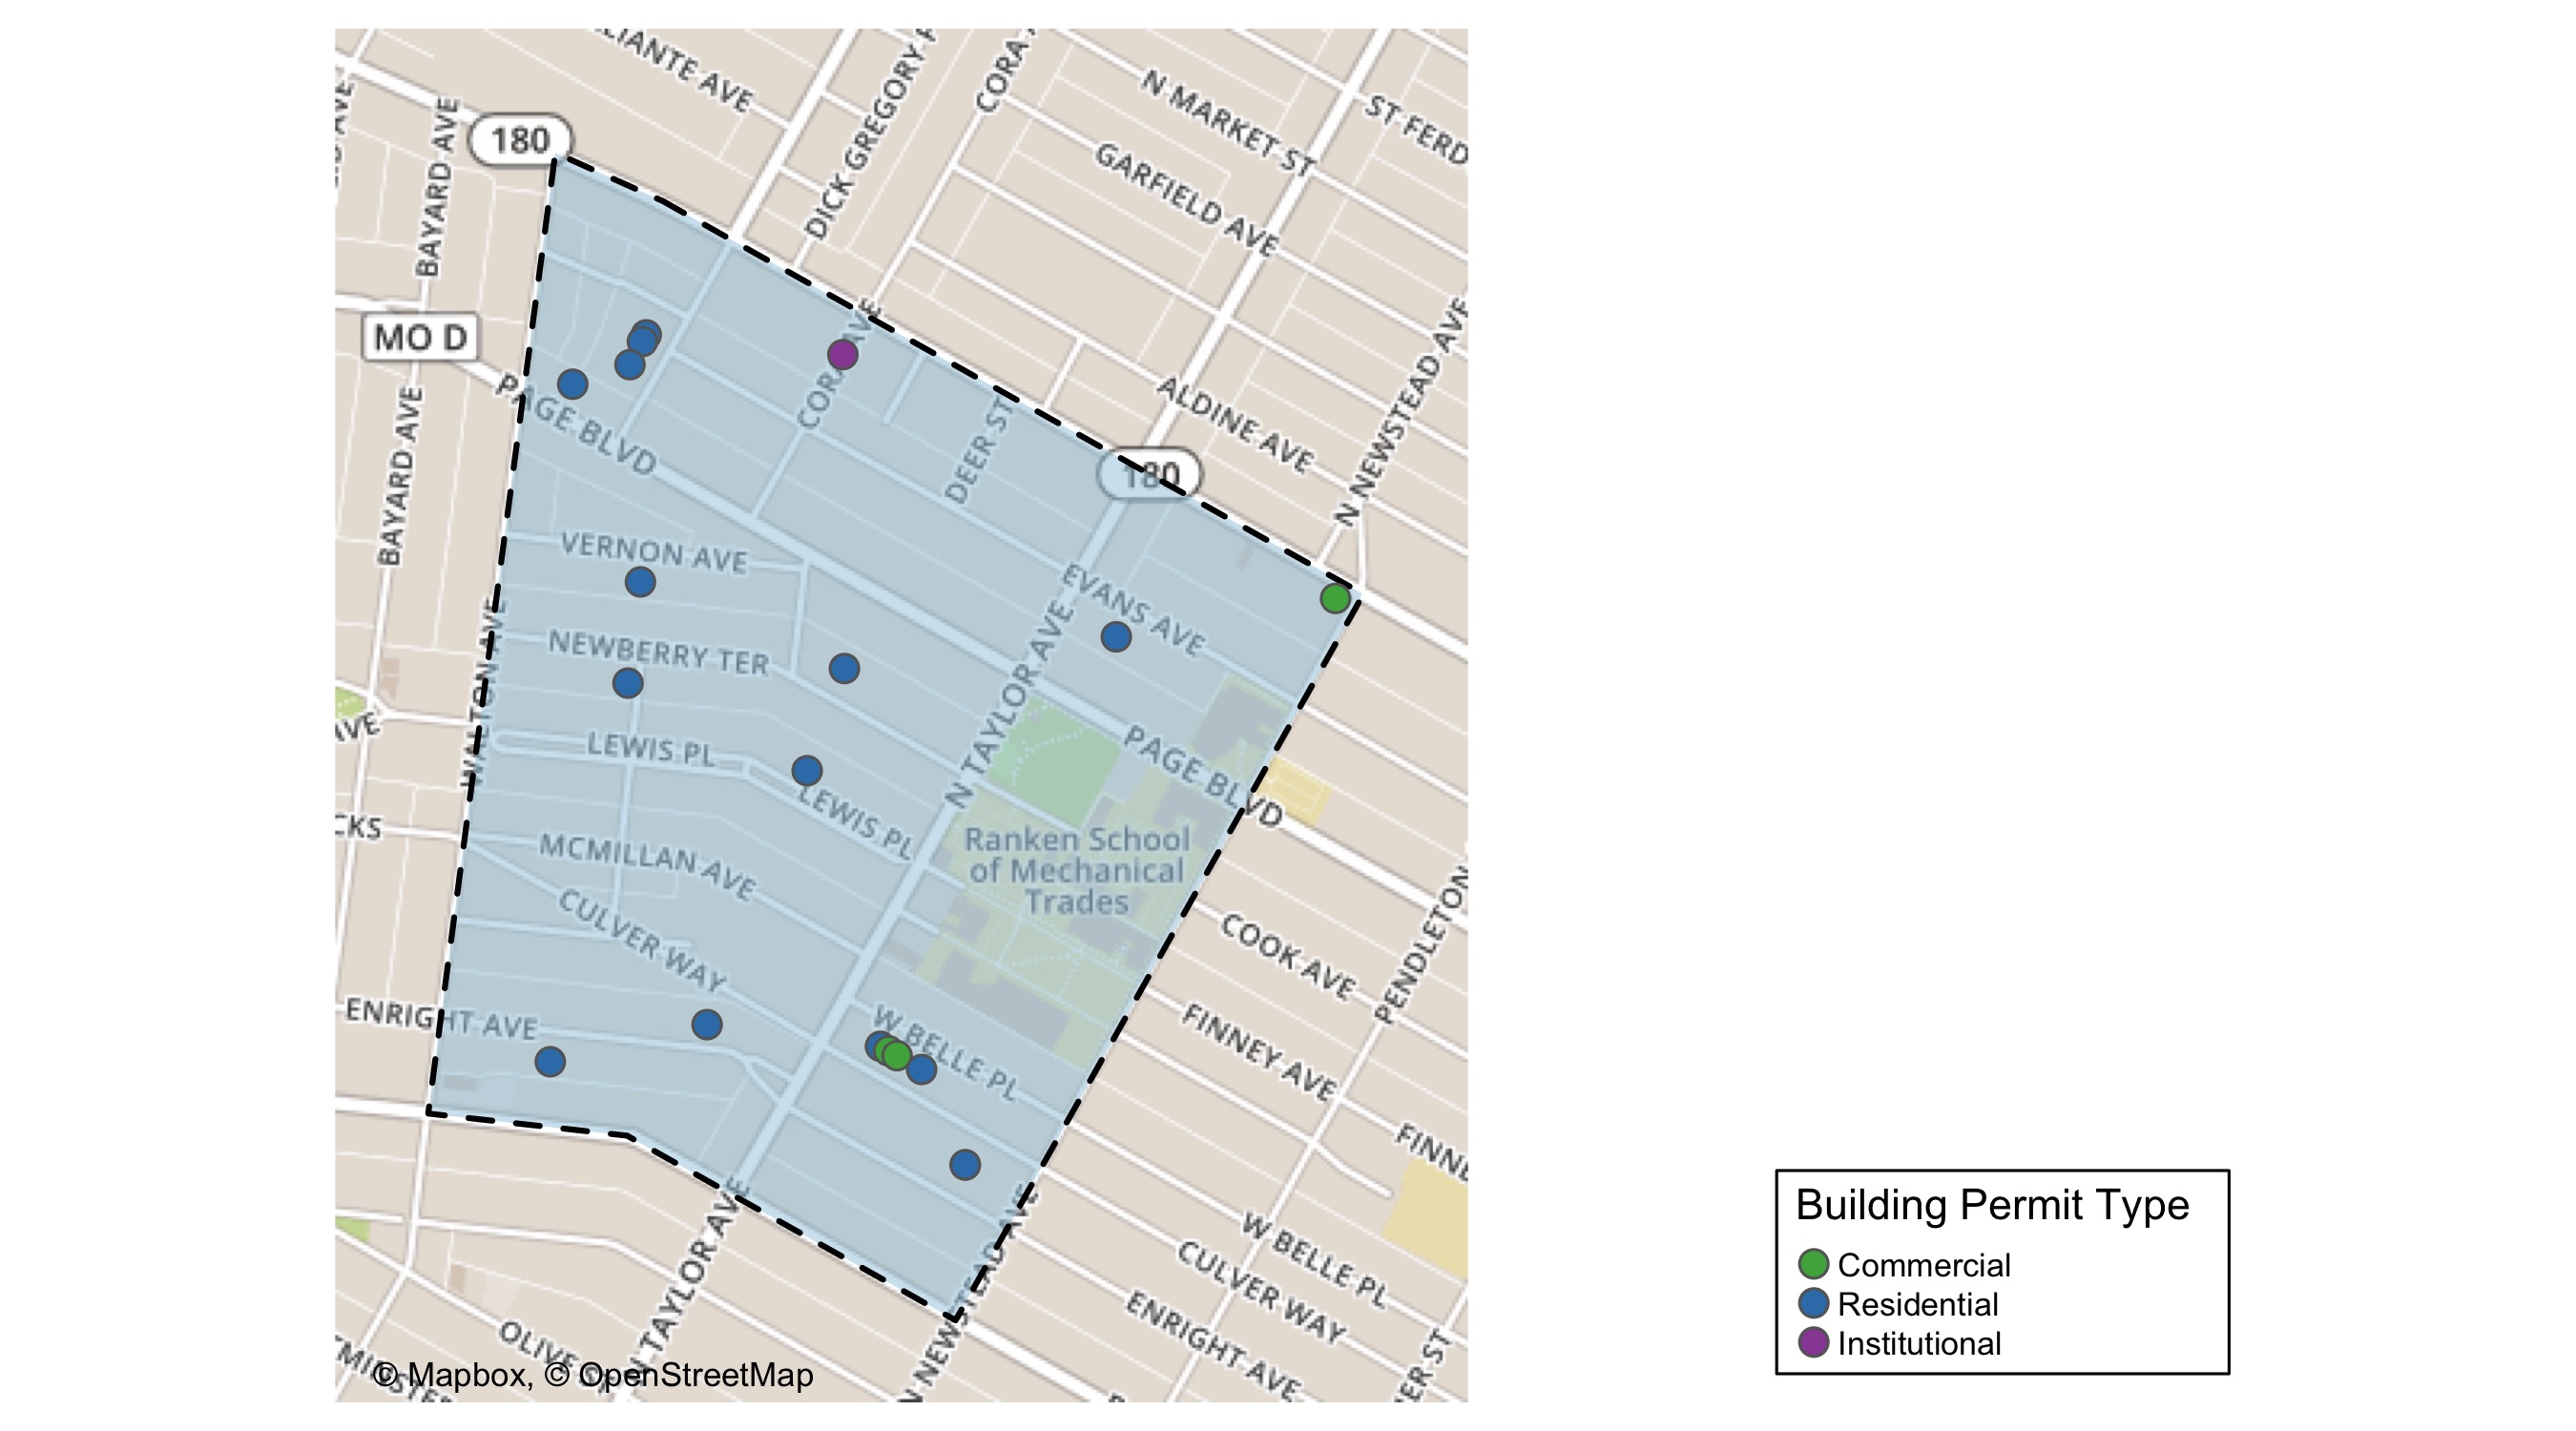 BAYARD AVE
180
DICK GREGORY
CORA
N MARKET ST
ST FERD
GARFIELD AVE
MO D
PAGE BLVD
CORA AVE
DEER ST
ALDINE AVE
N NEWSTEAD AVE
180
BAYARD AVE
VERNON AVE
EVANS AVE
NEWBERRY TER
WALTON AVE
N TAYLOR AVE
AVE
LEWIS PL
PAGE BLVD
LEWIS PL
CKS
MCMILLAN AVE
Ranken School
of Mechanical
Trades
CULVER WAY
COOK AVE
PENDLETON
ENRIGHT AVE
W BELLE PL
FINNEY AVE
FINNE
N TAYLOR AVE
N NEWSTEAD AVE
W BELLE PL
CULVER WAY
ENRIGHT AVE
OLIVE
ER ST
© Mapbox, © OpenStreetMap
Building Permit Type
Commercial
Residential
Institutional